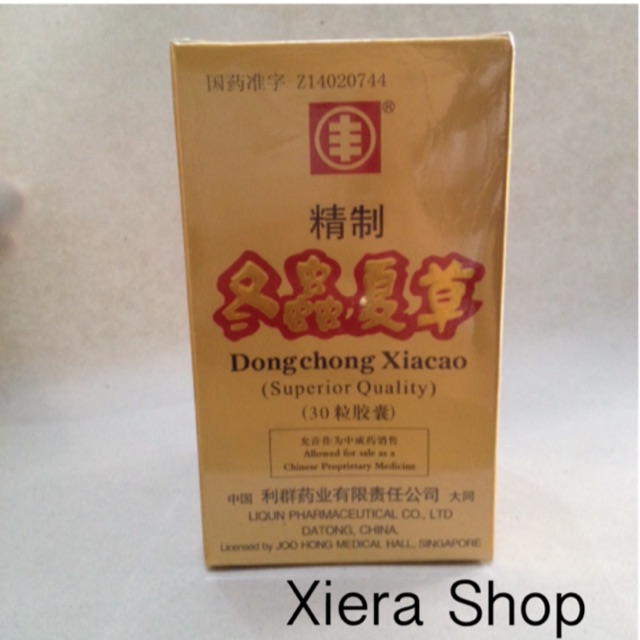 国药准字 Z14020744
丰®
精制
冬蟲夏草
Dongchong Xiacao
(Superior Quality)
(30粒胶囊)
允许作为中成药销售
Allowed for sale as a
Chinese Proprietary Medicine
中国 利群药业有限责任公司 大同
LIQUN PHARMACEUTICAL CO., LTD
DATONG, CHINA.
Licensed by JOO HONG MEDICAL HALL, SINGAPORE
Xiera Shop